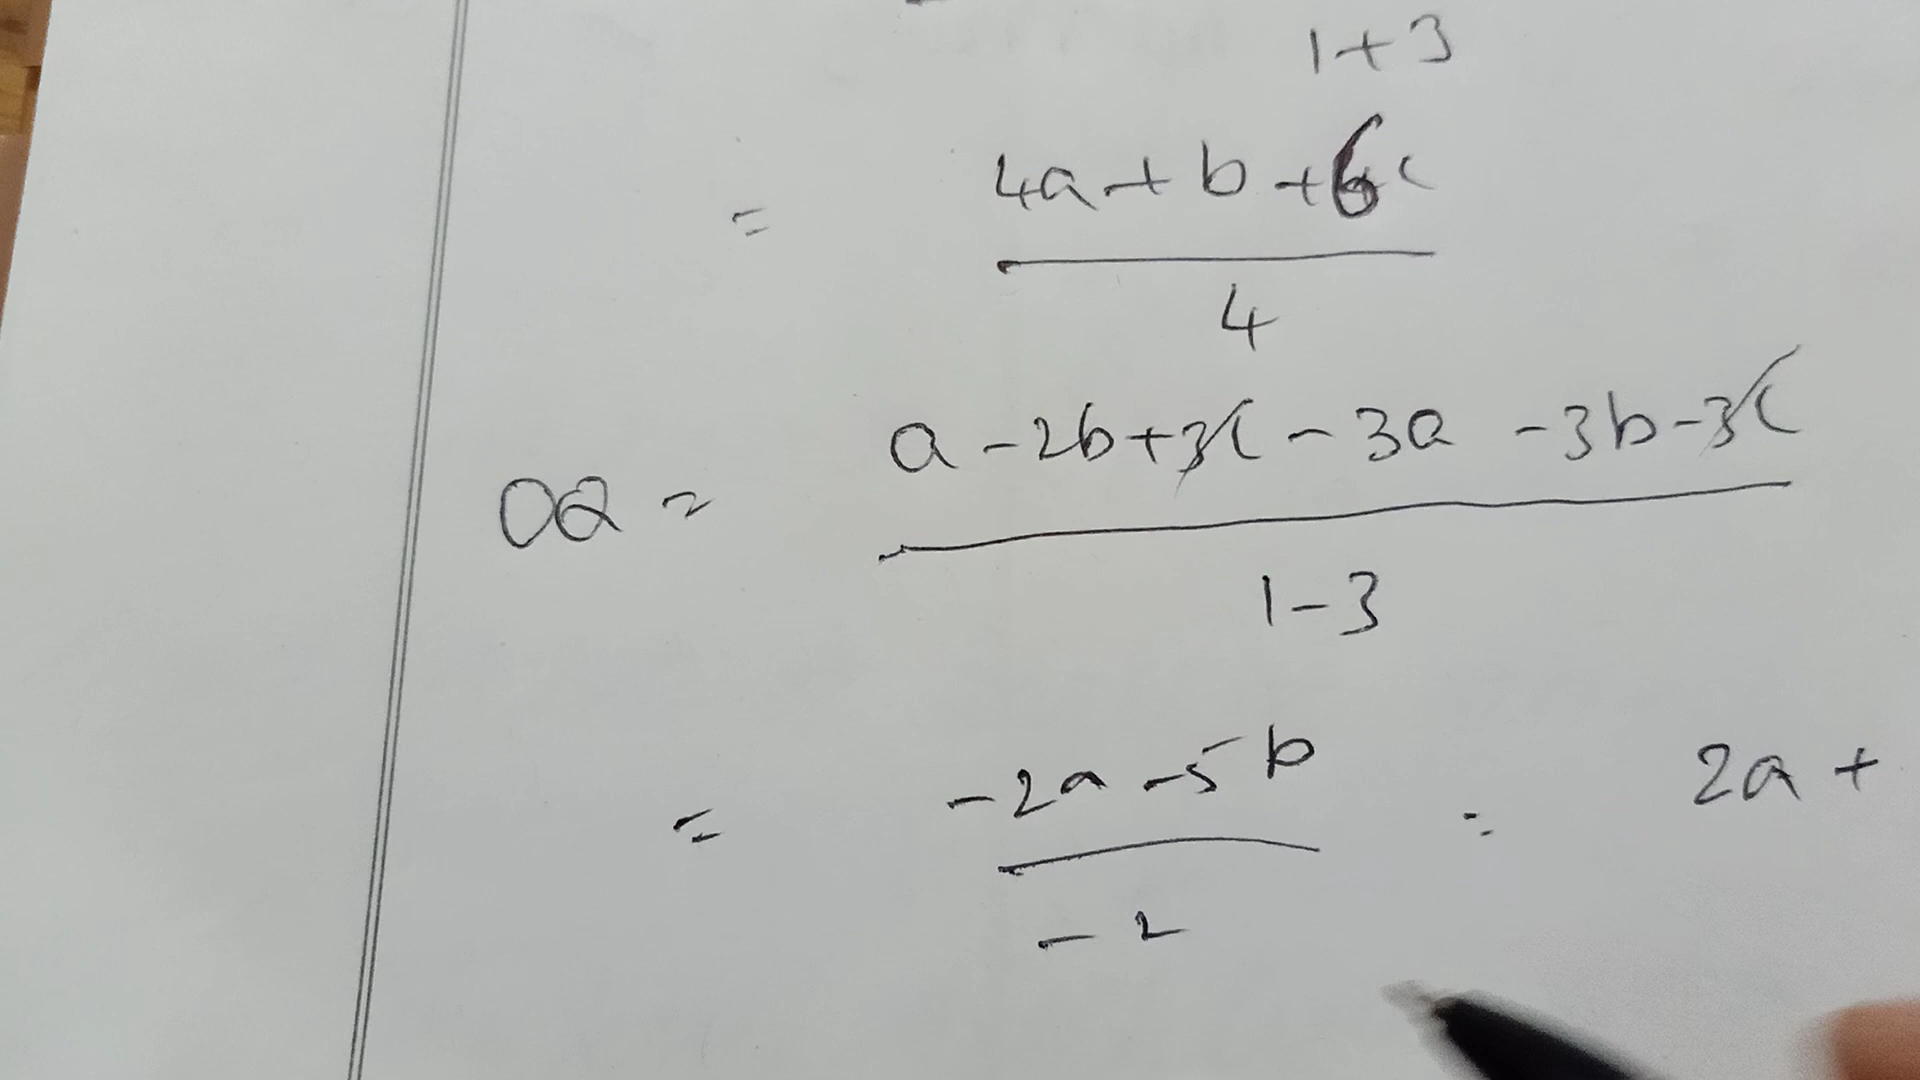 1+3
= 4a+b+6c
4
OQ = a-2b+3c-3a-3b-3c
1-3
= -2a-5b = 2a+
-2